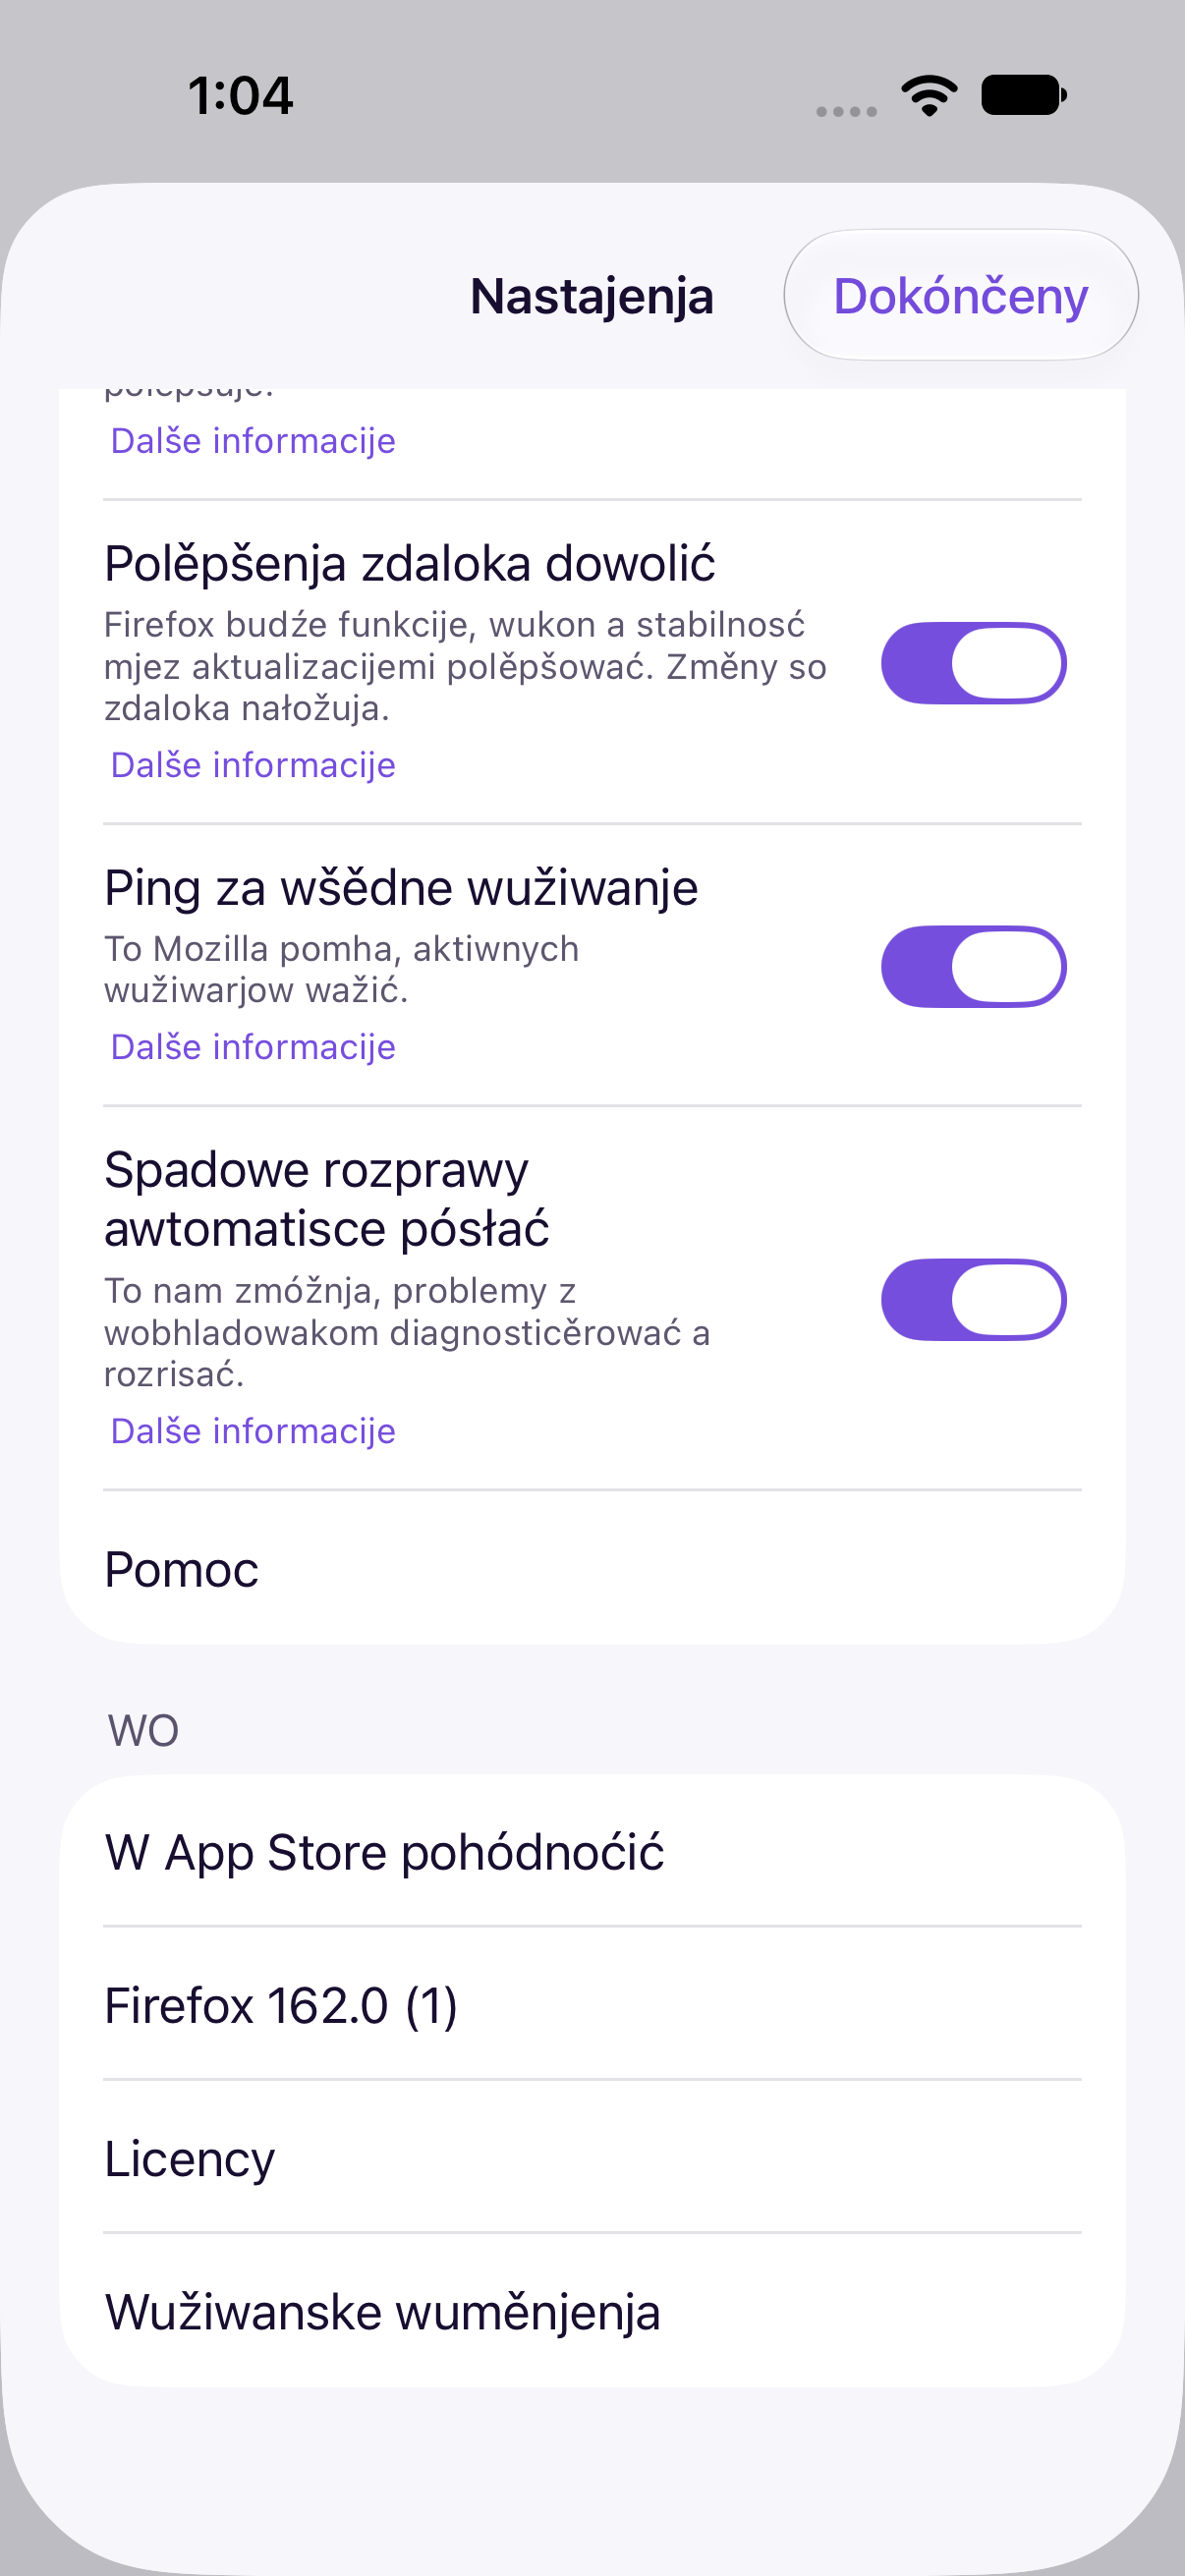 1:04
Nastajenja
Dokónčeny
Dalše informacije
Polěpšenja zdaloka dowolić
Firefox budźe funkcije, wukon a stabilnosć
mjez aktualizacijemi polěpšować. Změny so
zdaloka nałožuja.
Dalše informacije
Ping za wšědne wužiwanje
To Mozilla pomha, aktiwnych
wužiwarjow wažić.
Dalše informacije
Spadowe rozprawy
awtomatisce pósłać
To nam zmóžnja, problemy z
wobhladowakom diagnosticěrować a
rozrisać.
Dalše informacije
Pomoc
WO
W App Store pohódnoćić
Firefox 162.0 (1)
Licency
Wužiwanske wuměnjenja